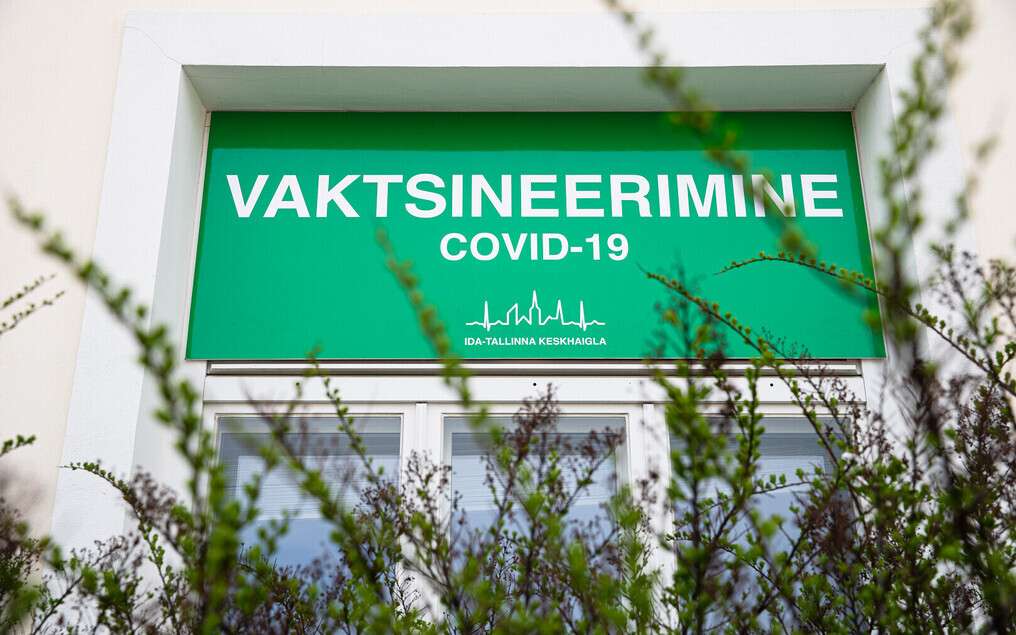 VAKTSINEERIMINE
COVID-19
IDA-TALLINNA KESKHAIGLA